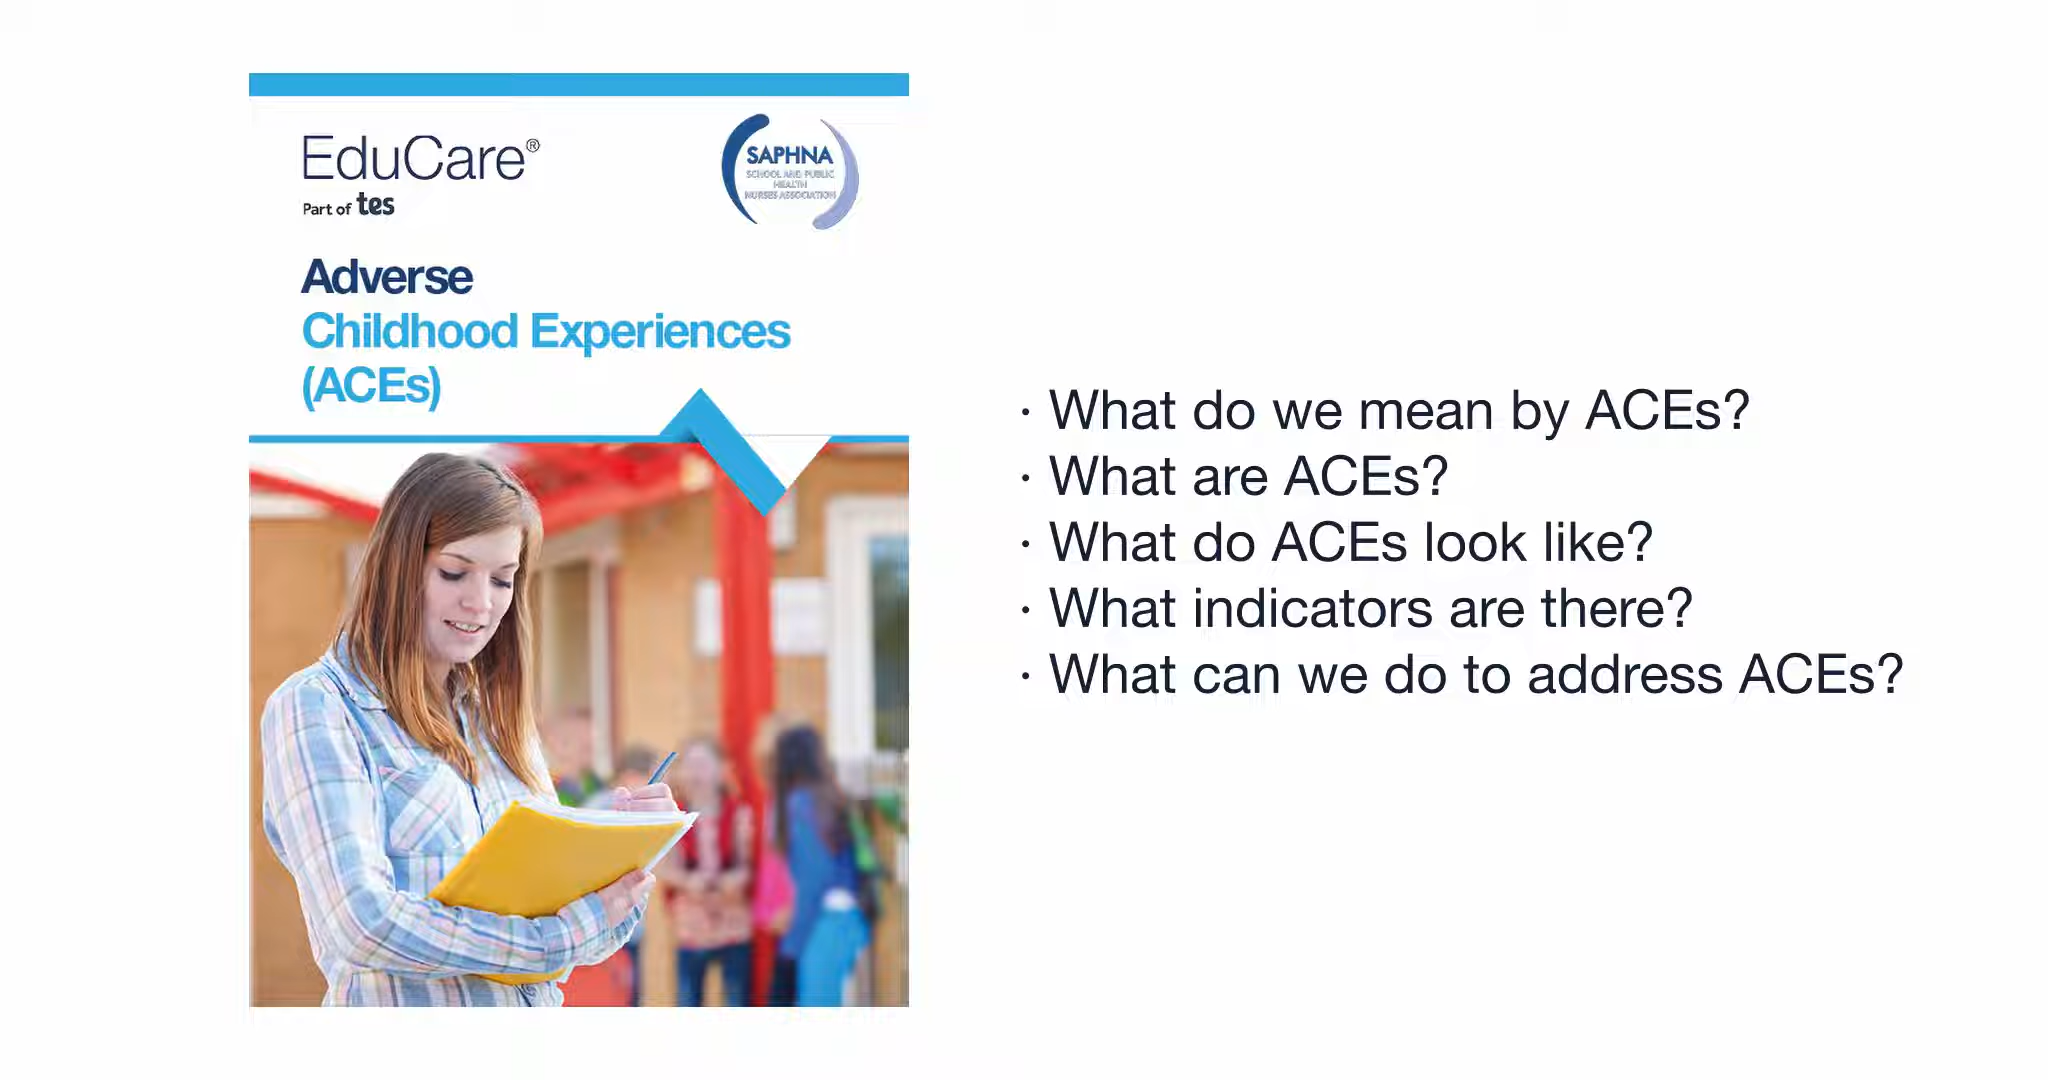 EduCare®
Part of tes
SAPHNA
SCHOOL AND PUBLIC
HEALTH
NURSES ASSOCIATION
Adverse
Childhood Experiences
(ACEs)
· What do we mean by ACEs?
· What are ACEs?
· What do ACEs look like?
· What indicators are there?
· What can we do to address ACEs?